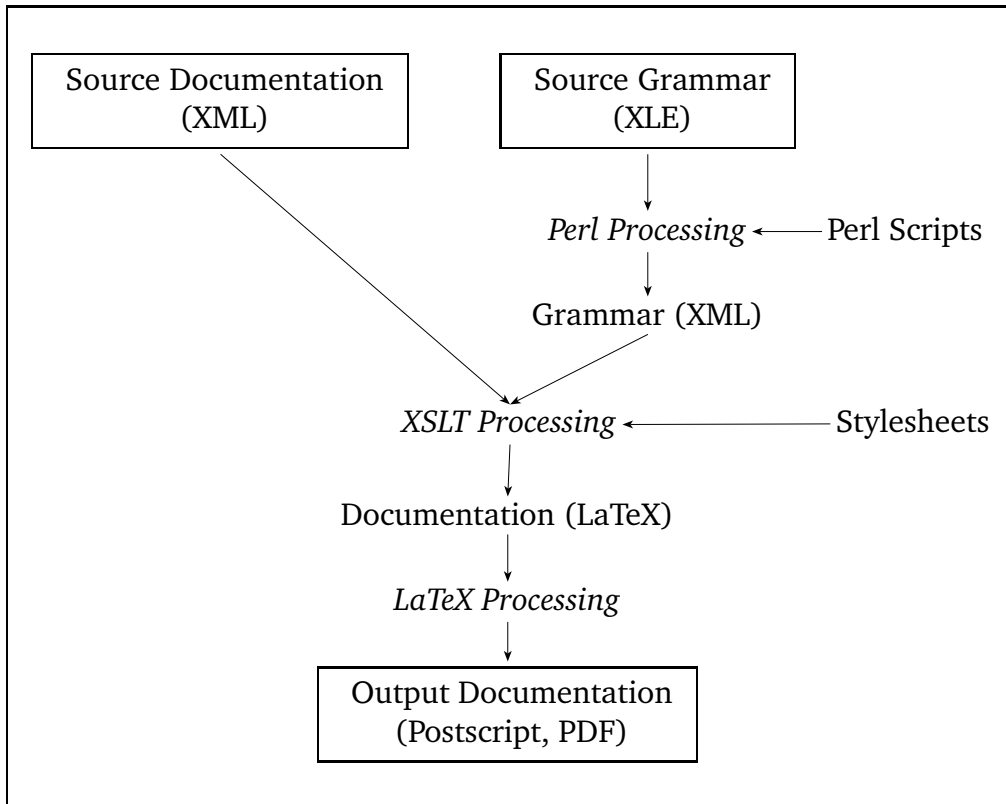 Source Documentation
(XML)
Source Grammar
(XLE)
Perl Processing
Perl Scripts
Grammar (XML)
XSLT Processing
Stylesheets
Documentation (LaTeX)
LaTeX Processing
Output Documentation
(Postscript, PDF)